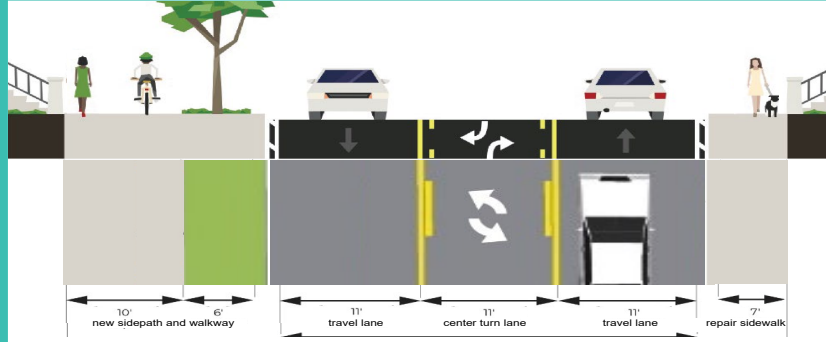 10' 6' 11' 11' 11' 7'
new sidepath and walkway travel lane center turn lane travel lane repair sidewalk